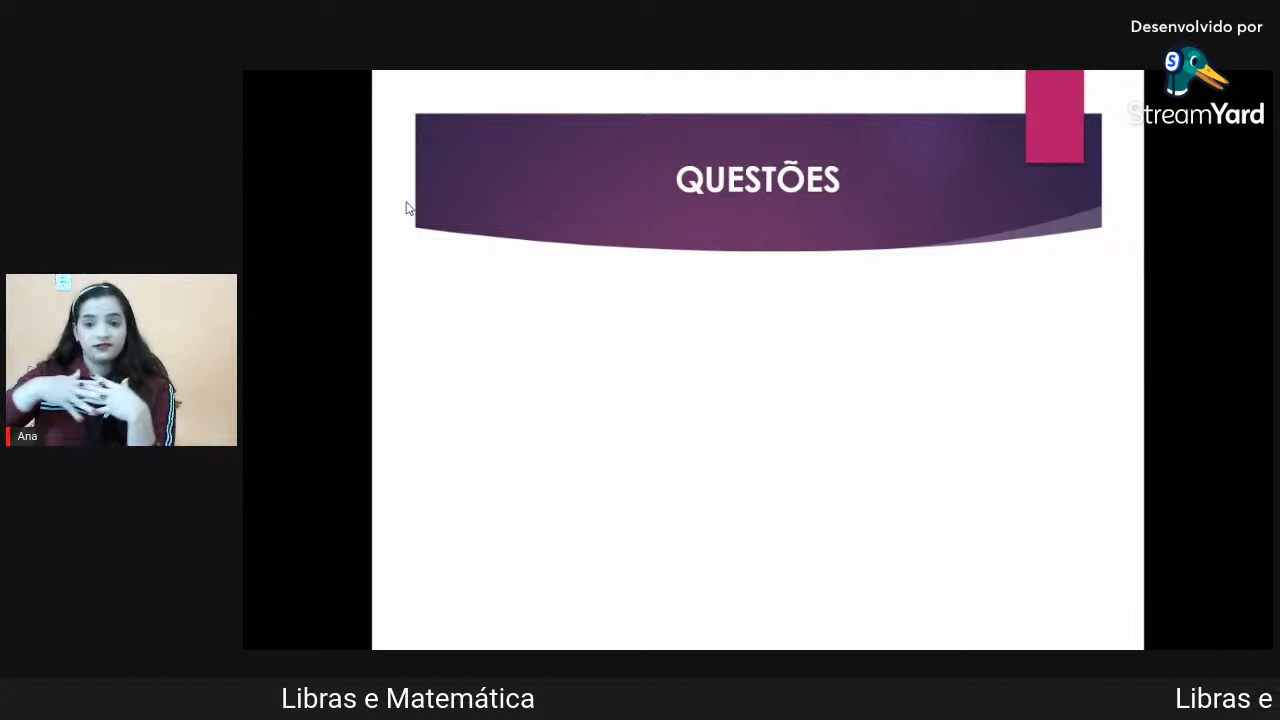 Desenvolvido por
StreamYard
QUESTÕES
Ana
Libras e Matemática
Libras e